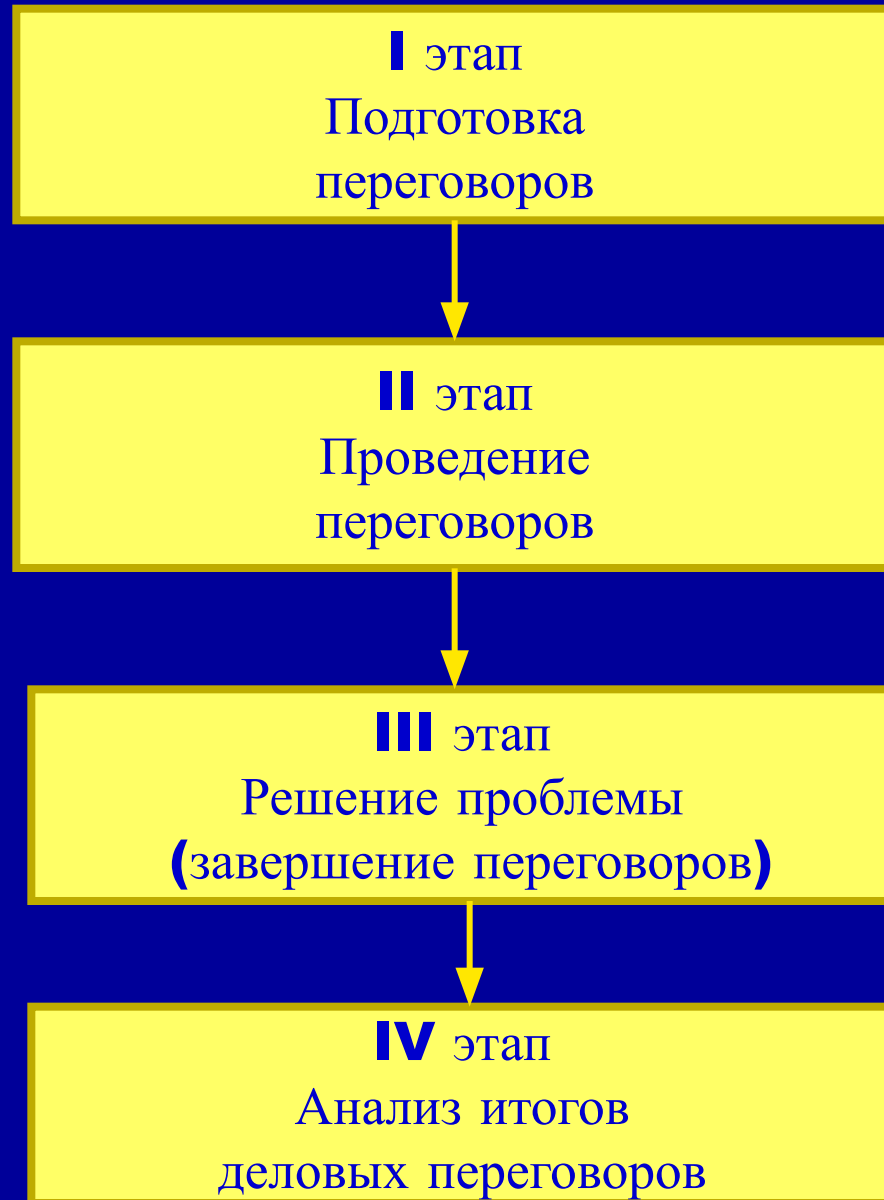 I этап
Подготовка
переговоров
II этап
Проведение
переговоров
III этап
Решение проблемы
(завершение переговоров)
IV этап
Анализ итогов
деловых переговоров